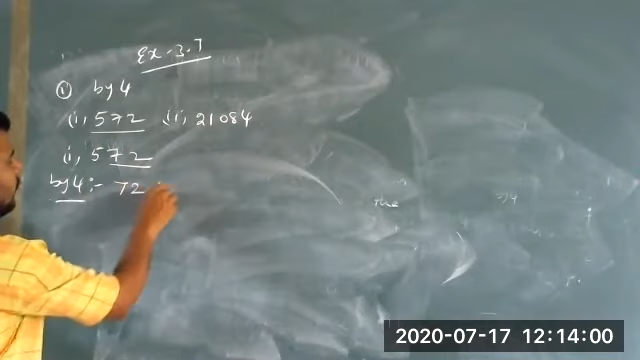 Ex-3.7
① by 4
(i, 572 (ii, 21084
(i, 572
by 4 :- 72
the
2020-07-17 12:14:00